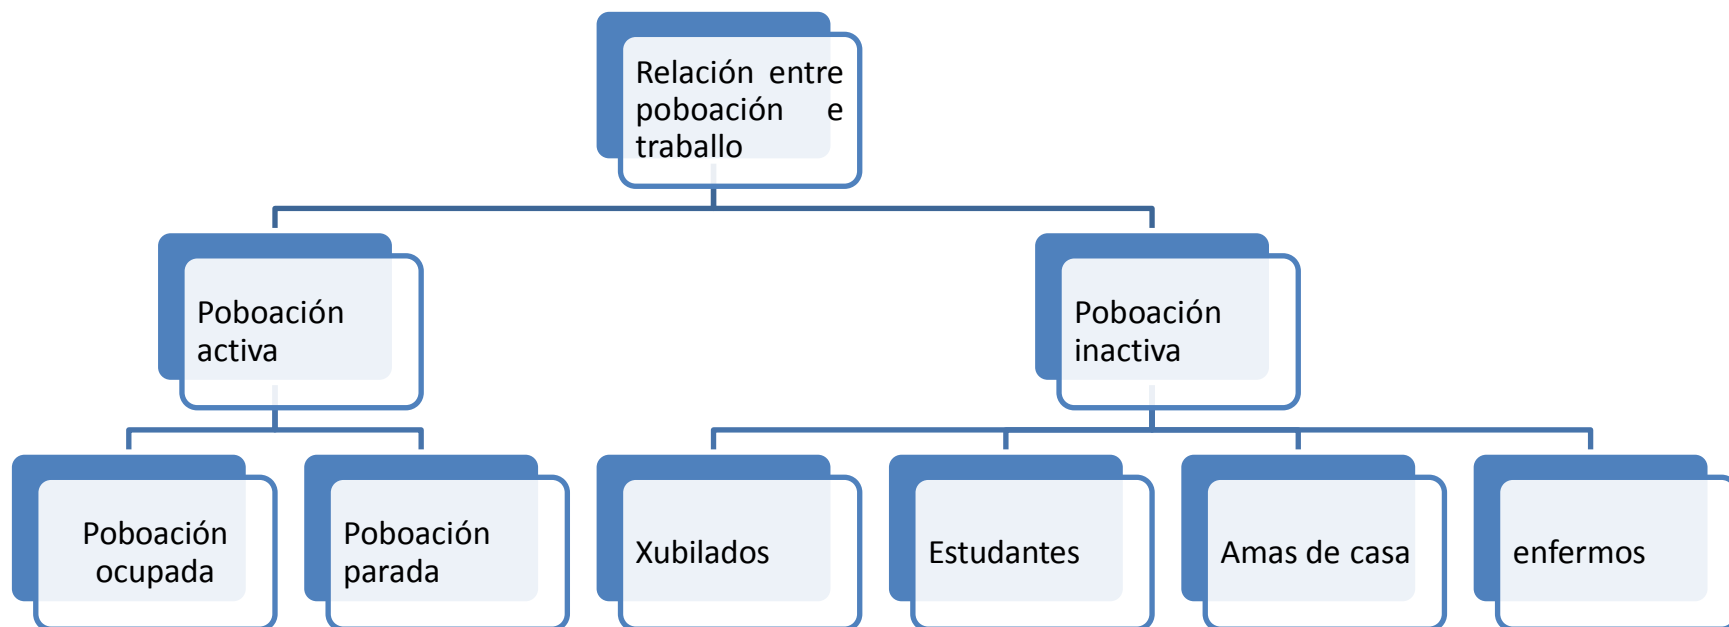 Relación entre
poboación e
traballo
Poboación
activa
Poboación
inactiva
Poboación
ocupada
Poboación
parada
Xubilados
Estudantes
Amas de casa
enfermos